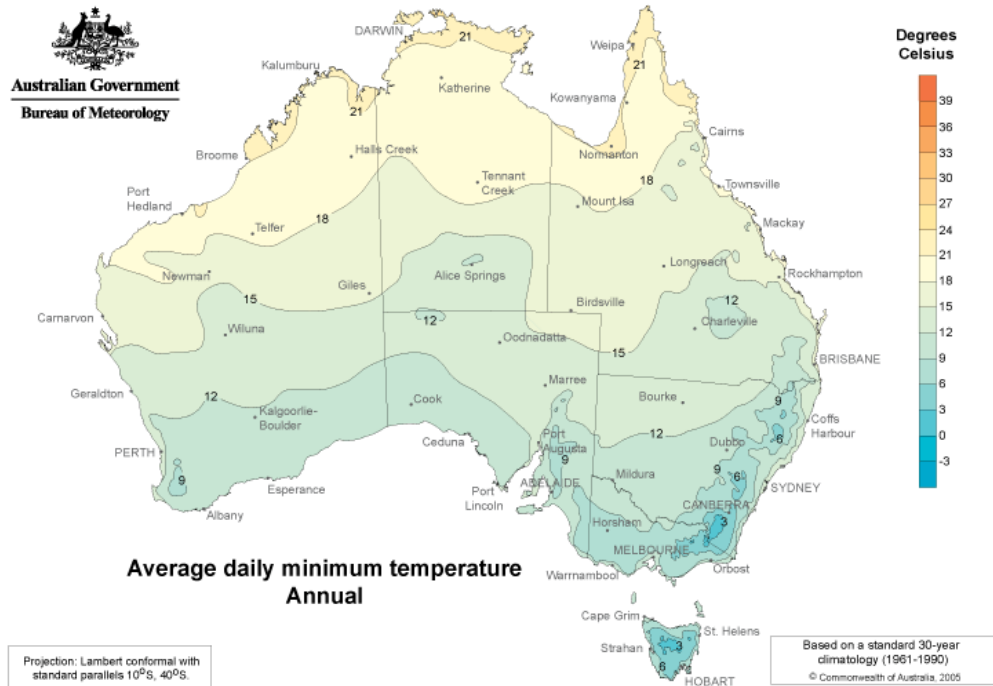 Australian Government
Bureau of Meteorology
Degrees
Celsius
39
36
33
30
27
24
21
18
15
12
9
6
3
0
-3
DARWIN
21
Weipa
21
Kalumburu
Katherine
Kowanyama
21
Cairns
Broome
Halls Creek
Normanton
Tennant
Creek
18
Townsville
Port
Hedland
Mount Isa
18
Telfer
Mackay
Newman
Alice Springs
Longreach
Rockhampton
Giles
15
Birdsville
12
Carnarvon
12
Charleville
Wiluna
Oodnadatta
15
BRISBANE
Marree
Geraldton
12
Cook
Bourke
9
Kalgoorlie-
Boulder
Coffs
Harbour
Ceduna
Port
Augusta
12
Dubbo
6
PERTH
9
9
Mildura
9
6
ADELAIDE
SYDNEY
Esperance
Port
Lincoln
CANBERRA
Albany
Horsham
3
MELBOURNE
Warrnambool
Orbost
Average daily minimum temperature
Annual
Cape Grim
St. Helens
Strahan
3
6
HOBART
Projection: Lambert conformal with
standard parallels 10°S, 40°S.
Based on a standard 30-year
climatology (1961-1990)
© Commonwealth of Australia, 2005